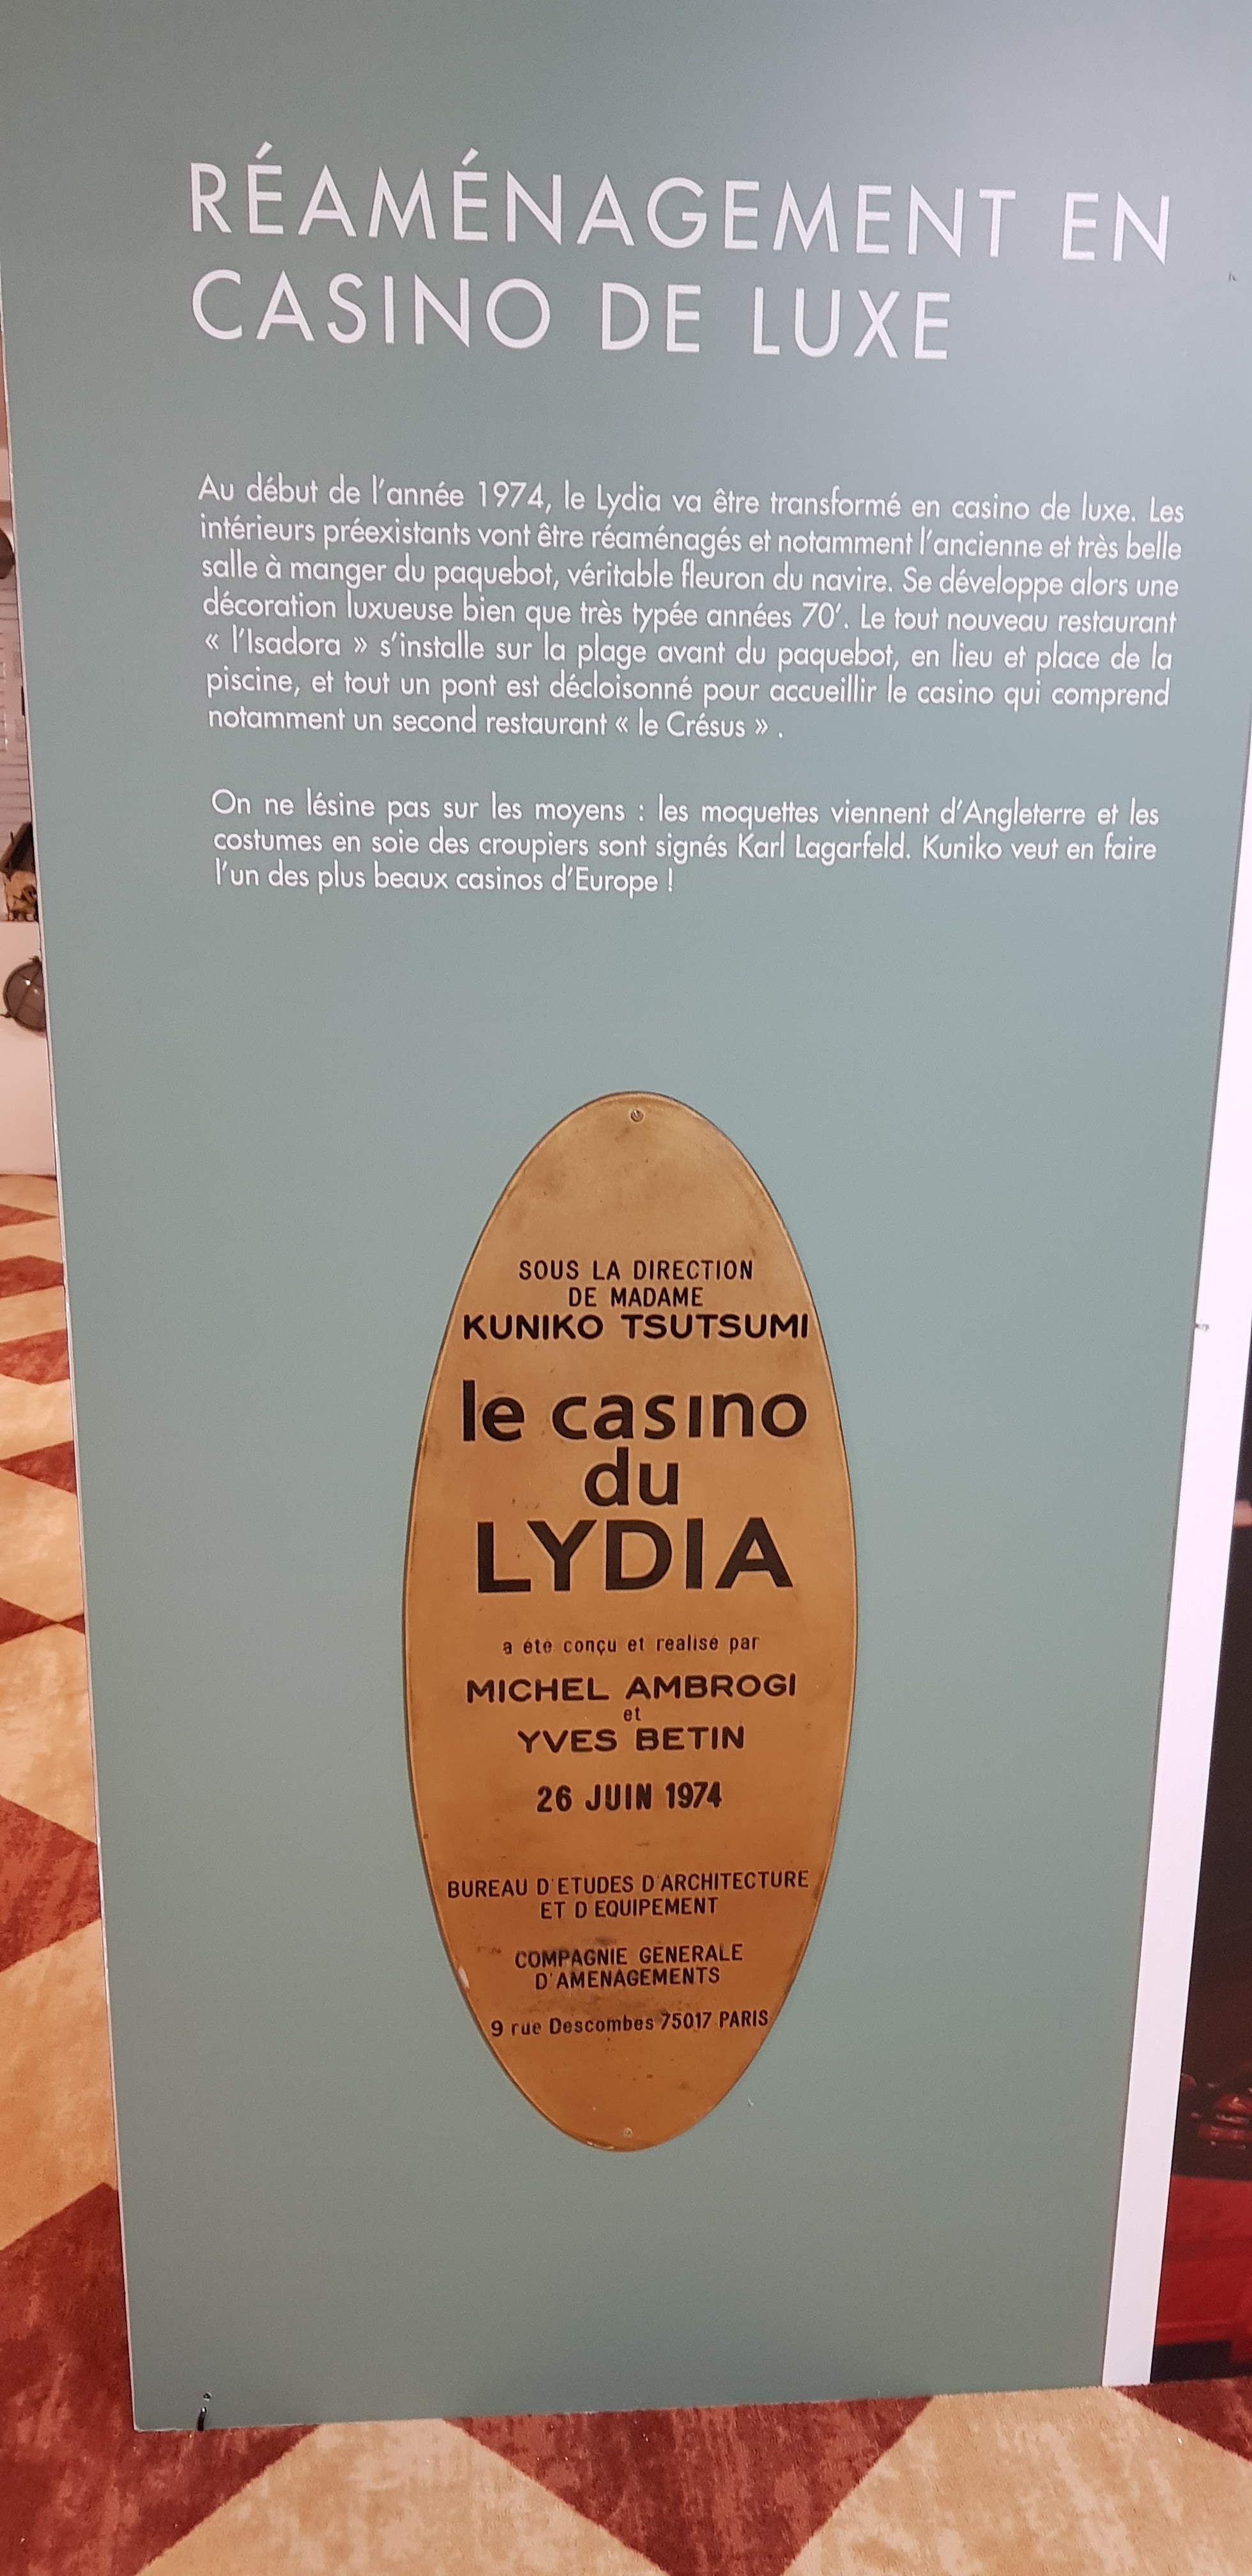 RÉAMÉNAGEMENT EN
CASINO DE LUXE
Au début de l'année 1974, le Lydia va être transformé en casino de luxe. Les
intérieurs préexistants vont être réaménagés et notamment l'ancienne et très belle
salle à manger du paquebot, véritable fleuron du navire. Se développe alors une
décoration luxueuse bien que très typée années 70'. Le tout nouveau restaurant
« l'Isadora » s'installe sur la plage avant du paquebot, en lieu et place de la
piscine, et tout un pont est décloisonné pour accueillir le casino qui comprend
notamment un second restaurant « le Crésus » .
On ne lésine pas sur les moyens : les moquettes viennent d'Angleterre et les
costumes en soie des croupiers sont signés Karl Lagarfeld. Kuniko veut en faire
l'un des plus beaux casinos d'Europe !
SOUS LA DIRECTION
DE MADAME
KUNIKO TSUTSUMI
le casino
du
LYDIA
a été conçu et réalisé par
MICHEL AMBROGI
et
YVES BETIN
26 JUIN 1974
BUREAU D'ETUDES D'ARCHITECTURE
ET D EQUIPEMENT
COMPAGNIE GENERALE
D'AMENAGEMENTS
9 rue Descombes 75017 PARIS